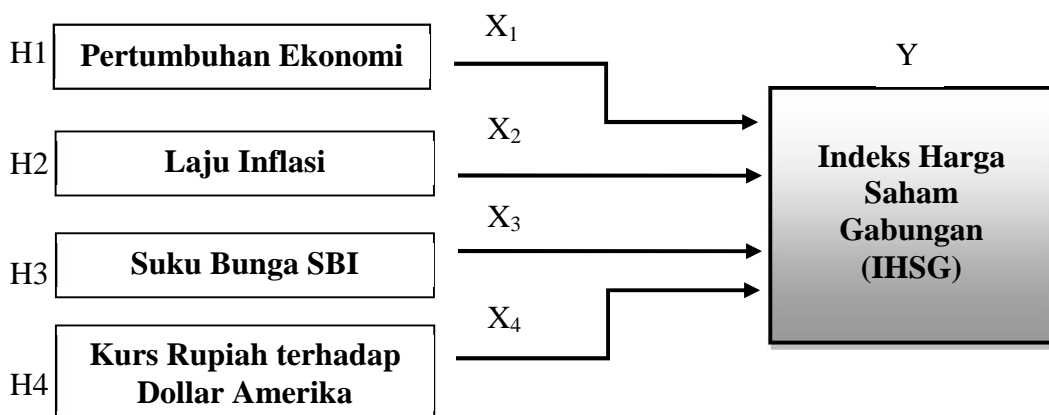 H1 Pertumbuhan Ekonomi X₁
Y
H2 Laju Inflasi X₂
H3 Suku Bunga SBI X₃
H4 Kurs Rupiah terhadap
Dollar Amerika X₄
Indeks Harga
Saham
Gabungan
(IHSG)